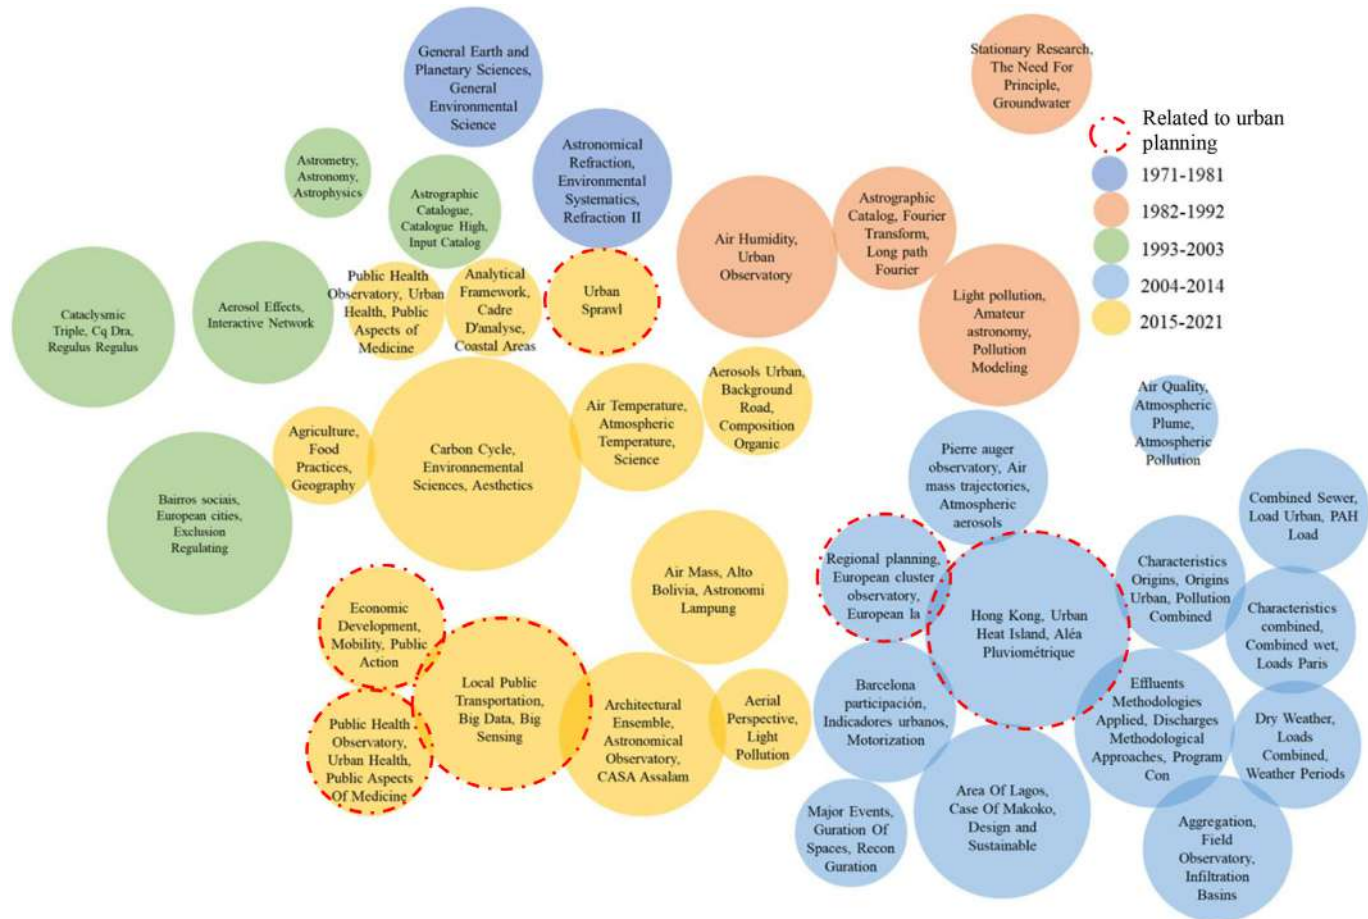 General Earth and
Planetary Sciences,
General
Environmental
Science
Stationary Research,
The Need For
Principle,
Groundwater
Related to urban
planning
1971-1981
1982-1992
1993-2003
2004-2014
2015-2021
Astrometry,
Astronomy,
Astrophysics
Astrographic
Catalogue,
Catalogue High,
Input Catalog
Astronomical
Refraction,
Environmental
Systematics,
Refraction II
Air Humidity,
Urban
Observatory
Astrographic
Catalog, Fourier
Transform,
Long path
Fourier
Light pollution,
Amateur
astronomy,
Pollution
Modeling
Cataclysmic
Triple, Cq Dra,
Regulus Regulus
Aerosol Effects,
Interactive Network
Public Health
Observatory, Urban
Health, Public
Aspects of
Medicine
Analytical
Framework,
Cadre
D'analyse,
Coastal Areas
Urban
Sprawl
Agriculture,
Food
Practices,
Geography
Carbon Cycle,
Environnemental
Sciences, Aesthetics
Air Temperature,
Atmospheric
Temperature,
Science
Aerosols Urban,
Background
Road,
Composition
Organic
Air Quality,
Atmospheric
Plume,
Atmospheric
Pollution
Bairros sociais,
European cities,
Exclusion
Regulating
Pierre auger
observatory, Air
mass trajectories,
Atmospheric
aerosols
Combined Sewer,
Load Urban, PAH
Load
Regional planning,
European cluster
observatory,
European la
Hong Kong, Urban
Heat Island, Aléa
Pluviométrique
Characteristics
Origins, Origins
Urban, Pollution
Combined
Characteristics
combined,
Combined wet,
Loads Paris
Air Mass, Alto
Bolivia, Astronomi
Lampung
Economic
Development,
Mobility, Public
Action
Local Public
Transportation,
Big Data, Big
Sensing
Public Health
Observatory,
Urban Health,
Public Aspects
Of Medicine
Architectural
Ensemble,
Astronomical
Observatory,
CASA Assalam
Aerial
Perspective,
Light
Pollution
Barcelona
participación,
Indicadores urbanos,
Motorization
Effluents
Methodologies
Applied, Discharges
Methodological
Approaches, Program
Con
Dry Weather,
Loads
Combined,
Weather Periods
Major Events,
Guration Of
Spaces, Recon
Guration
Area Of Lagos,
Case Of Makoko,
Design and
Sustainable
Aggregation,
Field
Observatory,
Infiltration
Basins